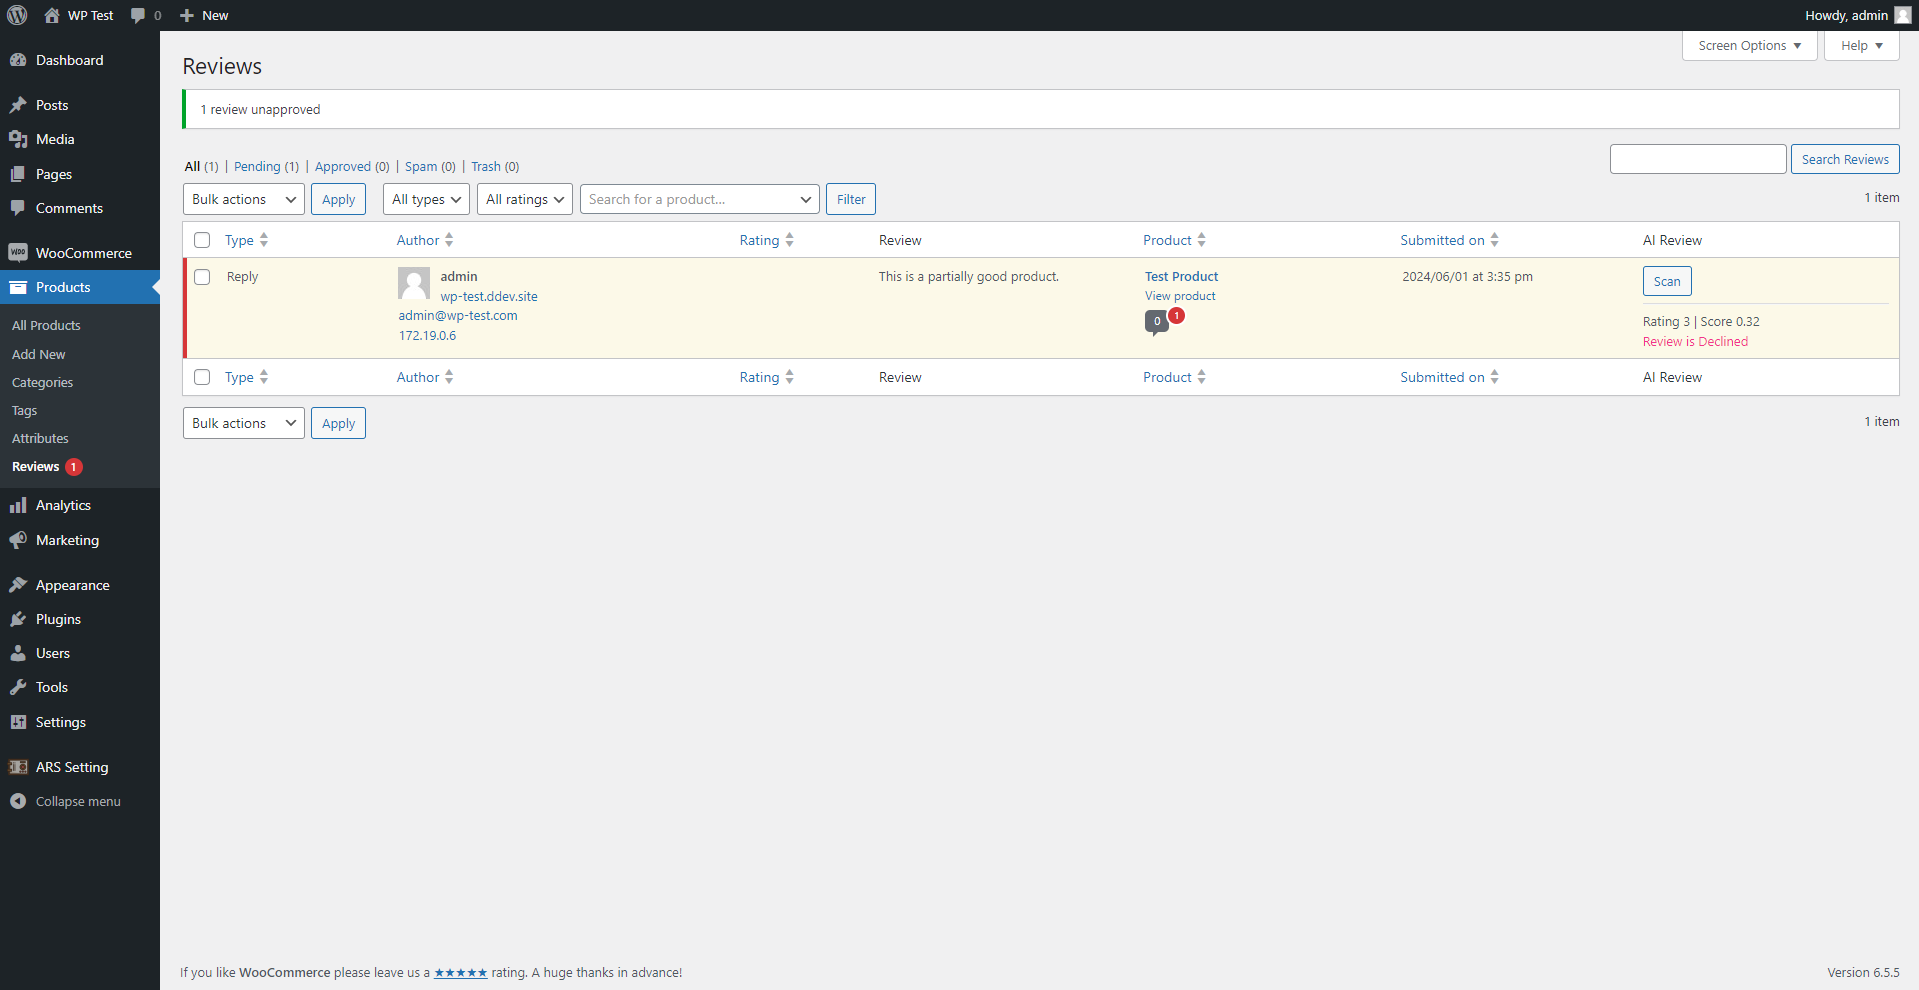 WP Test 0 New Howdy, admin
Screen Options Help
Dashboard
Posts
Media
Pages
Comments
WooCommerce
Products
All Products
Add New
Categories
Tags
Attributes
Reviews 1
Analytics
Marketing
Appearance
Plugins
Users
Tools
Settings
ARS Setting
Collapse menu
Reviews
1 review unapproved
All (1) | Pending (1) | Approved (0) | Spam (0) | Trash (0)
Search Reviews
Bulk actions Apply All types All ratings Search for a product... Filter 1 item
Type Author Rating Review Product Submitted on AI Review
Reply admin This is a partially good product. Test Product 2024/06/01 at 3:35 pm Scan
wp-test.ddev.site View product
admin@wp-test.com 0 1 Rating 3 | Score 0.32
172.19.0.6 Review is Declined
Type Author Rating Review Product Submitted on AI Review
Bulk actions Apply 1 item
If you like WooCommerce please leave us a ★★★★★ rating. A huge thanks in advance! Version 6.5.5